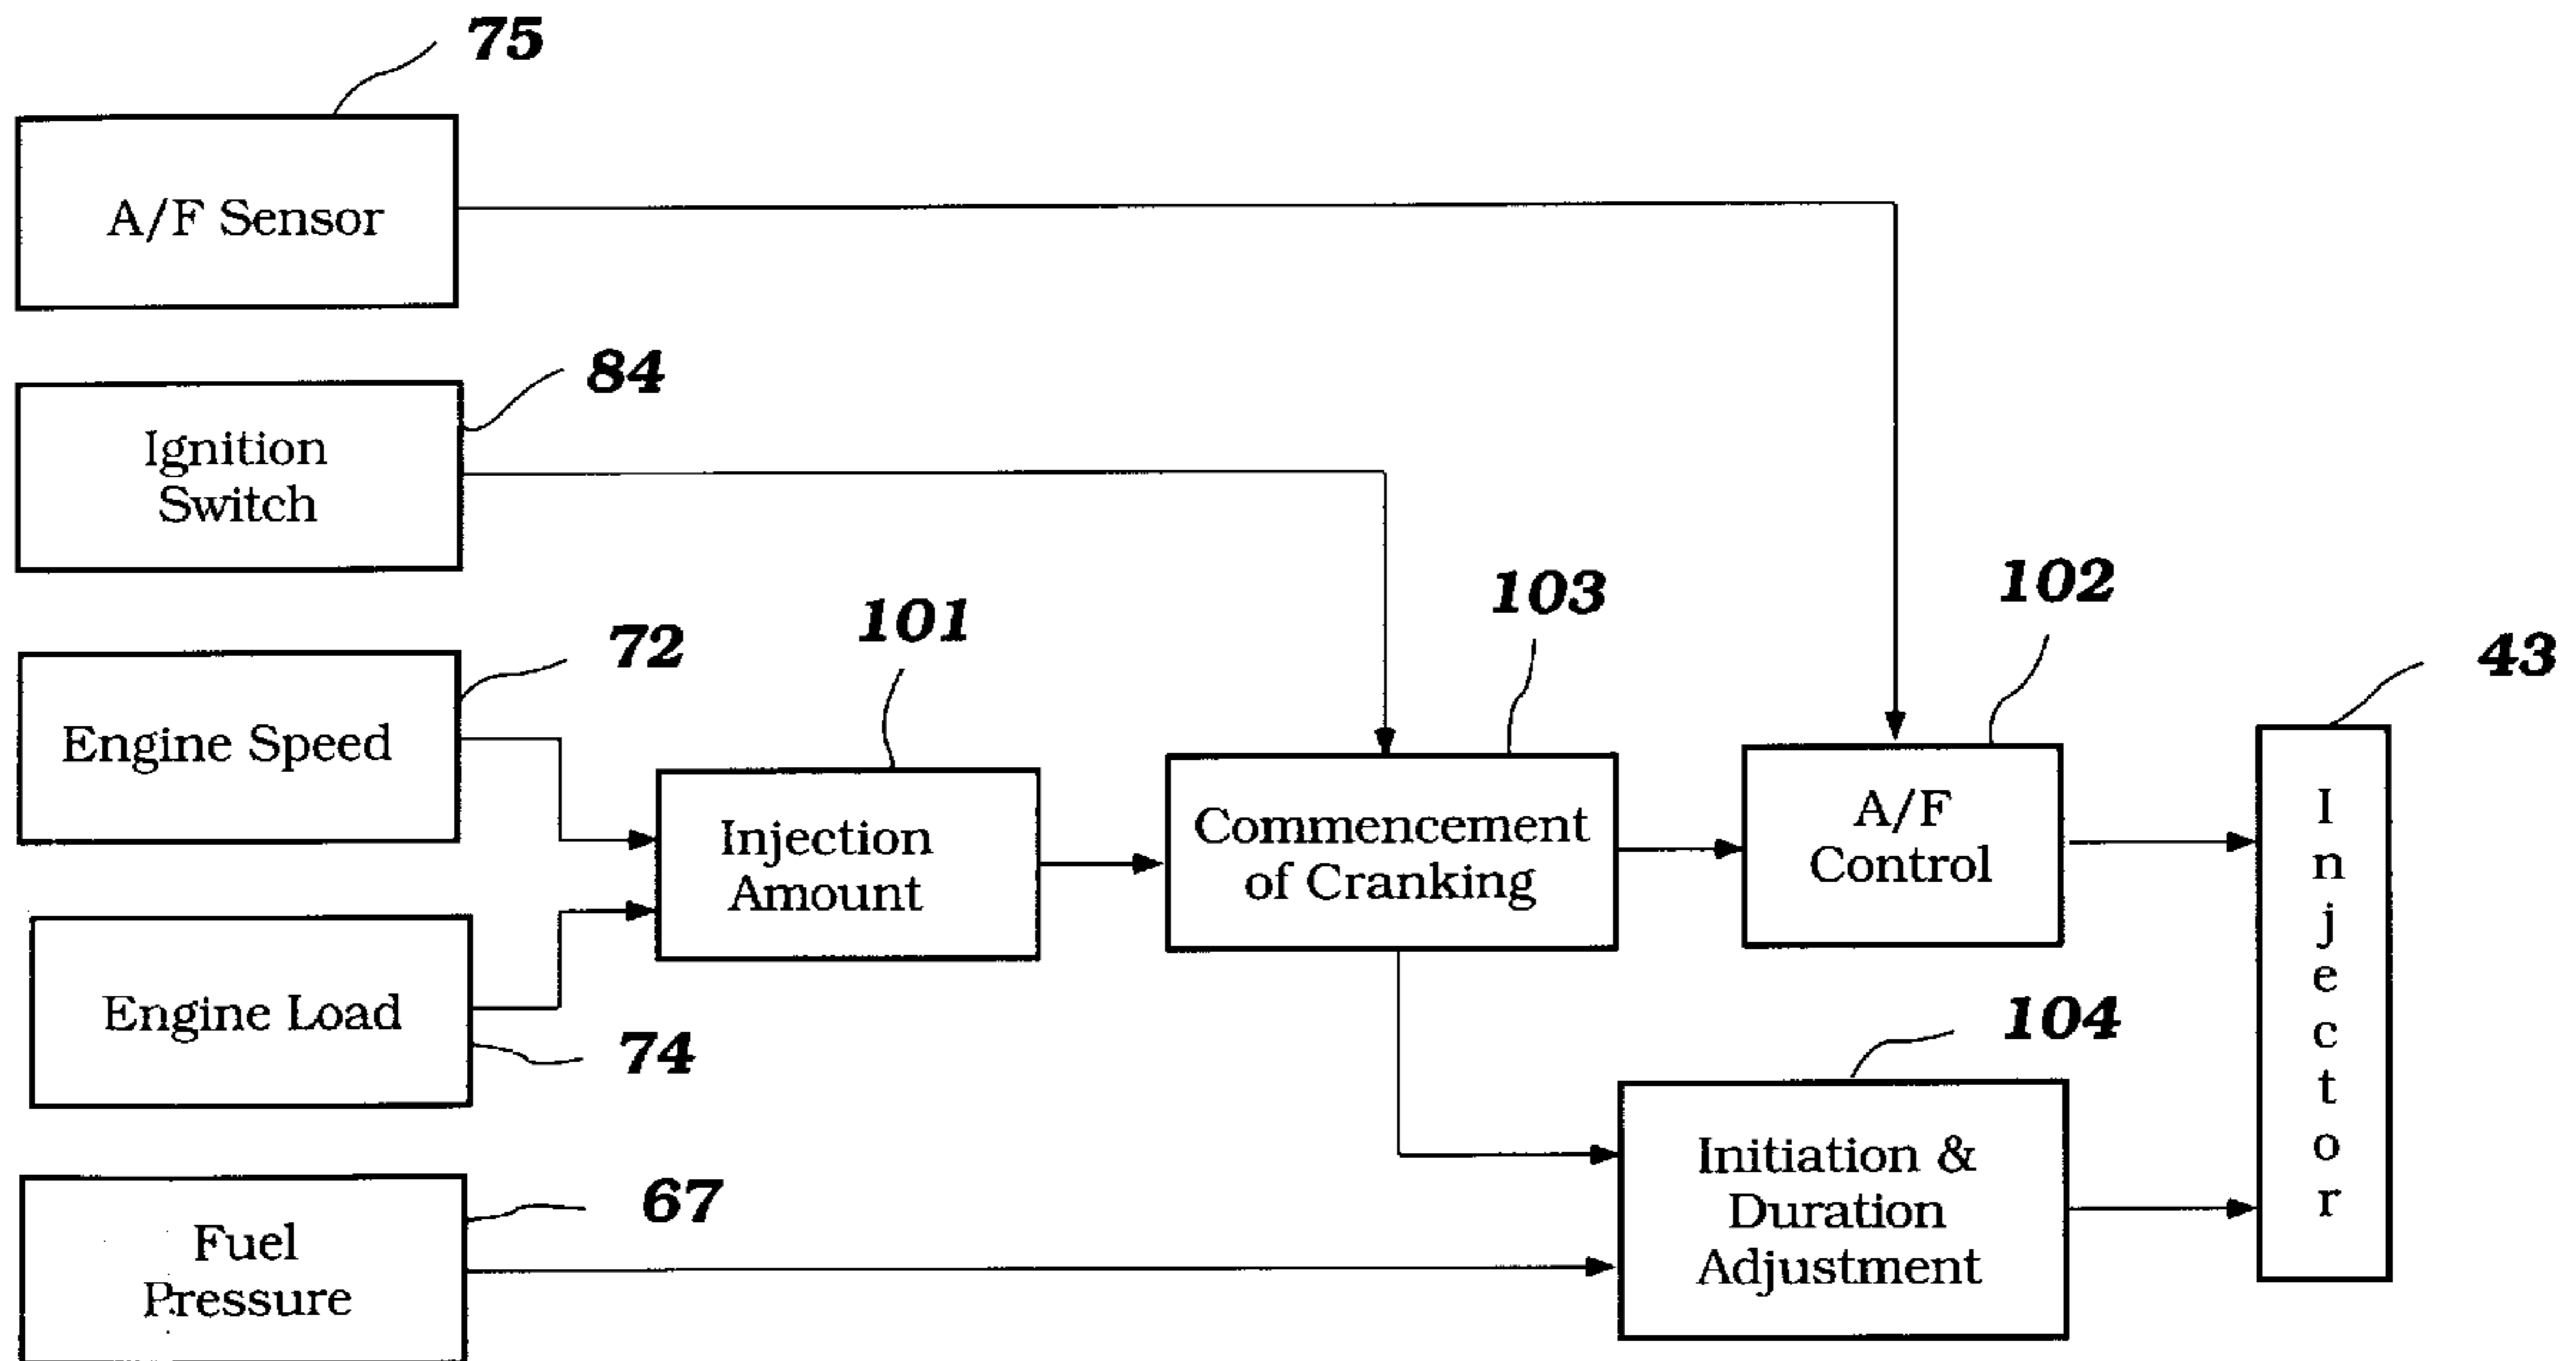 75
A/F Sensor
84
Ignition
Switch
72
Engine Speed
101
Injection
Amount
103
Commencement
of Cranking
102
A/F
Control
43
I
n
j
e
c
t
o
r
Engine Load
74
104
Initiation &
Duration
Adjustment
67
Fuel
Pressure